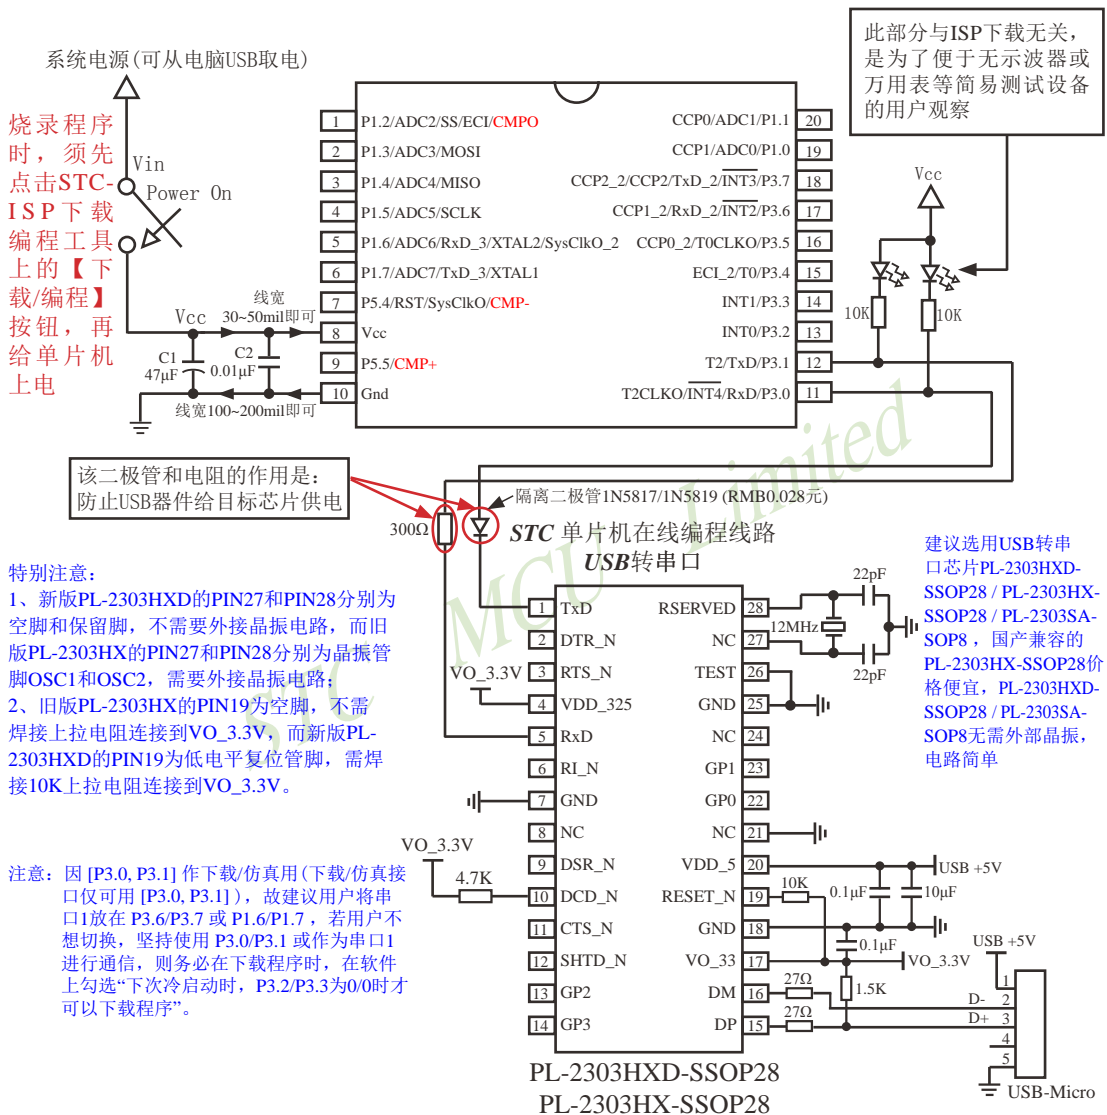 系统电源(可从电脑USB取电)
烧录程序
时，须先
点击STC-
ISP下载
编程工具
上的【下
载/编程】
按钮，再
给单片机
上电
Vin
Power On
Vcc
线宽
30~50mil即可
C1
47μF
C2
0.01μF
线宽100~200mil即可
1 P1.2/ADC2/SS/ECI/CMPO
2 P1.3/ADC3/MOSI
3 P1.4/ADC4/MISO
4 P1.5/ADC5/SCLK
5 P1.6/ADC6/RxD_3/XTAL2/SysClkO_2
6 P1.7/ADC7/TxD_3/XTAL1
7 P5.4/RST/SysClkO/CMP-
8 Vcc
9 P5.5/CMP+
10 Gnd
CCP0/ADC1/P1.1 20
CCP1/ADC0/P1.0 19
CCP2_2/CCP2/TxD_2/INT3/P3.7 18
CCP1_2/RxD_2/INT2/P3.6 17
CCP0_2/T0CLKO/P3.5 16
ECI_2/T0/P3.4 15
INT1/P3.3 14
INT0/P3.2 13
T2/TxD/P3.1 12
T2CLKO/INT4/RxD/P3.0 11
此部分与ISP下载无关，
是为了便于无示波器或
万用表等简易测试设备
的用户观察
Vcc
10K
10K
该二极管和电阻的作用是：
防止USB器件给目标芯片供电
300Ω
隔离二极管1N5817/1N5819 (RMB0.028元)
STC 单片机在线编程线路
USB转串口
STC MCU Limited
特别注意：
1、新版PL-2303HXD的PIN27和PIN28分别为
空脚和保留脚，不需要外接晶振电路，而旧
版PL-2303HX的PIN27和PIN28分别为晶振管
脚OSC1和OSC2，需要外接晶振电路；
2、旧版PL-2303HX的PIN19为空脚，不需
焊接上拉电阻连接到VO_3.3V，而新版PL-
2303HXD的PIN19为低电平复位管脚，需焊
接10K上拉电阻连接到VO_3.3V。
注意：因 [P3.0, P3.1] 作下载/仿真用(下载/仿真接
口仅可用 [P3.0, P3.1] )，故建议用户将串
口1放在 P3.6/P3.7 或 P1.6/P1.7 ，若用户不
想切换，坚持使用 P3.0/P3.1 或作为串口1
进行通信，则务必在下载程序时，在软件
上勾选“下次冷启动时，P3.2/P3.3为0/0时才
可以下载程序”。
VO_3.3V
VO_3.3V
4.7K
1 TxD
2 DTR_N
3 RTS_N
4 VDD_325
5 RxD
6 RI_N
7 GND
8 NC
9 DSR_N
10 DCD_N
11 CTS_N
12 SHTD_N
13 GP2
14 GP3
RSERVED 28
NC 27
TEST 26
GND 25
NC 24
GP1 23
GP0 22
NC 21
VDD_5 20
RESET_N 19
GND 18
VO_33 17
DM 16
DP 15
22pF
12MHz
22pF
建议选用USB转串
口芯片PL-2303HXD-
SSOP28 / PL-2303HX-
SSOP28 / PL-2303SA-
SOP8 ，国产兼容的
PL-2303HX-SSOP28价
格便宜，PL-2303HXD-
SSOP28 / PL-2303SA-
SOP8无需外部晶振，
电路简单
USB +5V
10K
0.1μF
10μF
0.1μF
VO_3.3V
USB +5V
27Ω
1.5K
27Ω
D-
D+
1
2
3
4
5
USB-Micro
PL-2303HXD-SSOP28
PL-2303HX-SSOP28